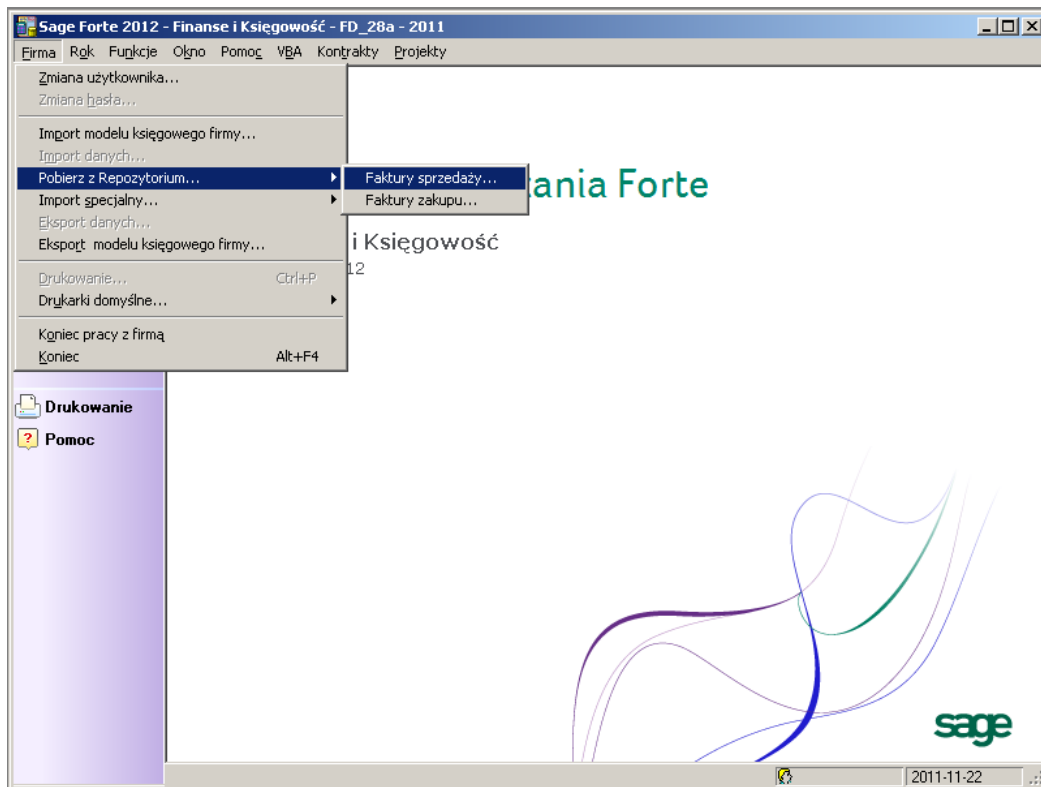 Sage Forte 2012 - Finanse i Księgowość - FD_28a - 2011
Firma Rok Funkcje Okno Pomoc VBA Kontrakty Projekty
Zmiana użytkownika...
Zmiana hasła...
Import modelu księgowego firmy...
Import danych...
Pobierz z Repozytorium...
Faktury sprzedaży...
Import specjalny...
Faktury zakupu...
Eksport danych...
Eksport modelu księgowego firmy...
Drukowanie... Ctrl+P
Drukarki domyślne...
Koniec pracy z firmą
Koniec Alt+F4
ania Forte
i Księgowość
12
Drukowanie
Pomoc
sage
2011-11-22